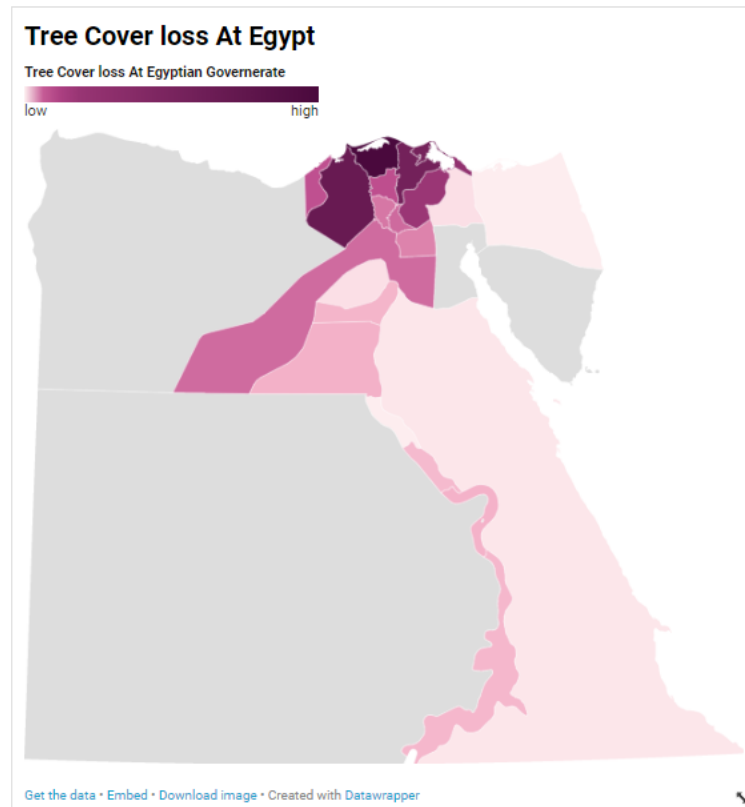 Tree Cover loss At Egypt
Tree Cover loss At Egyptian Governerate
low high
Get the data • Embed • Download image • Created with Datawrapper